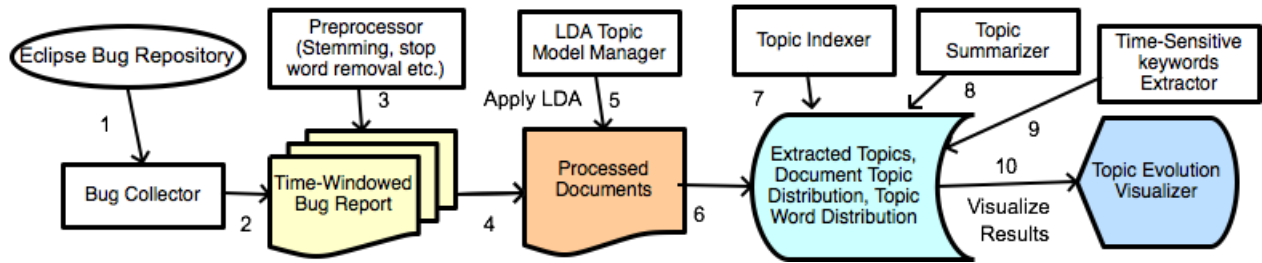 Eclipse Bug Repository
Preprocessor
(Stemming, stop
word removal etc.)
LDA Topic
Model Manager
Topic Indexer
Topic
Summarizer
Time-Sensitive
keywords
Extractor
1
3
Apply LDA
5
7
8
9
Bug Collector
2
Time-Windowed
Bug Report
4
Processed
Documents
6
Extracted Topics,
Document Topic
Distribution, Topic
Word Distribution
10
Visualize
Results
Topic Evolution
Visualizer